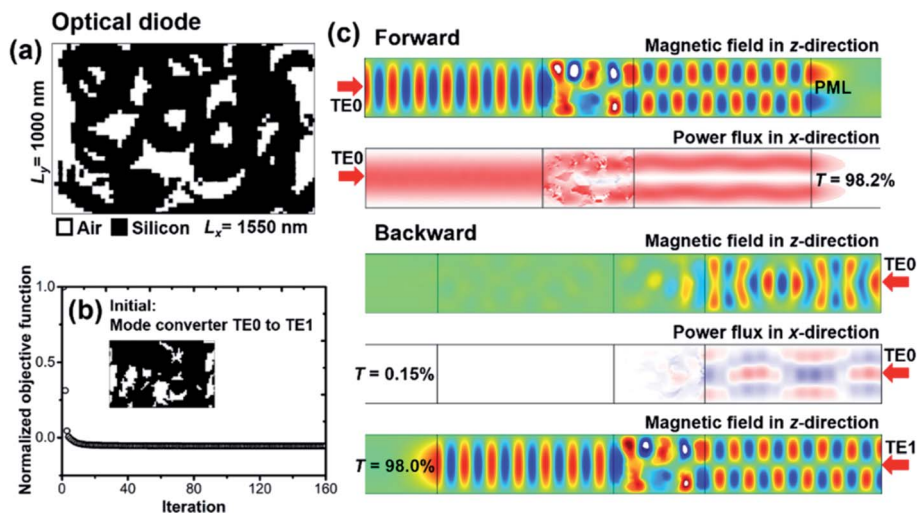 Optical diode
(a)
Ly= 1000 nm
Air Silicon Lx= 1550 nm
(b)
Initial:
Mode converter TE0 to TE1
Normalized objective function
1.0
0.5
0.0
0 40 80 120 160
Iteration
(c)
Forward
Magnetic field in z-direction
TE0
PML
Power flux in x-direction
TE0
T = 98.2%
Backward
Magnetic field in z-direction
TE0
Power flux in x-direction
TE0
T = 0.15%
Magnetic field in z-direction
TE1
T = 98.0%